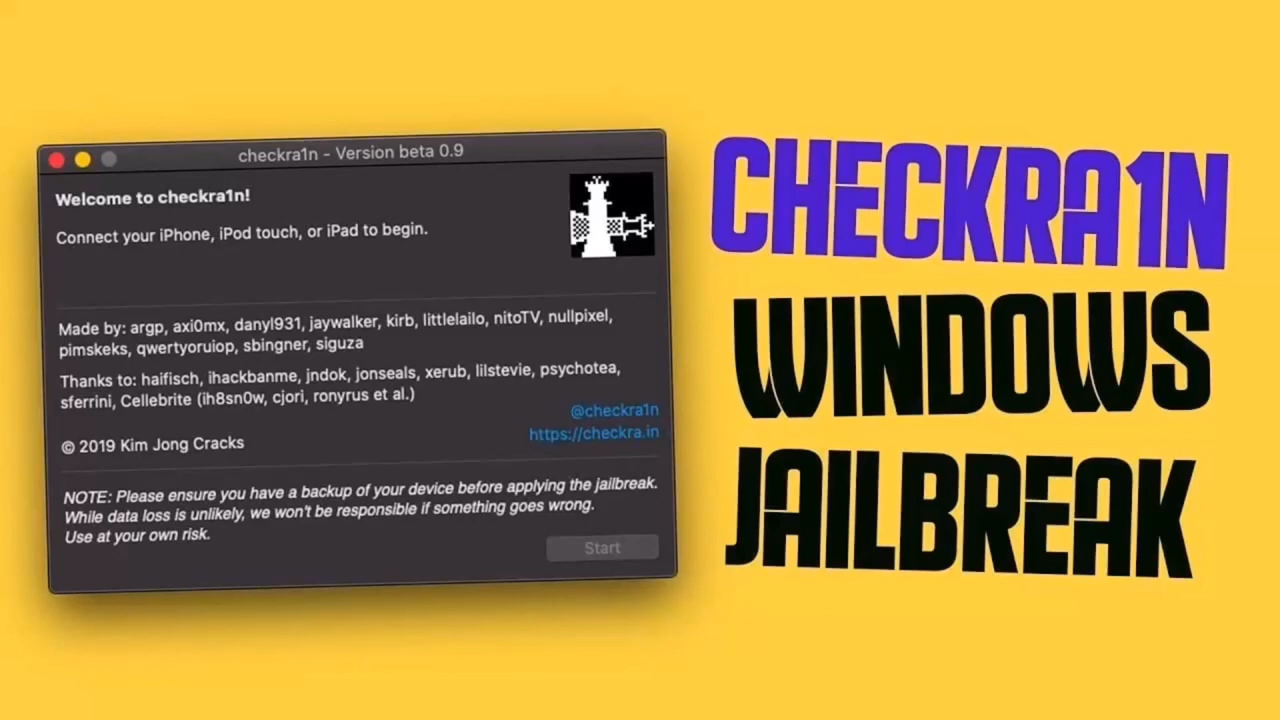 checkra1n - Version beta 0.9
Welcome to checkra1n!
Connect your iPhone, iPod touch, or iPad to begin.
Made by: argp, axi0mx, danyl931, jaywalker, kirb, littlelailo, nitoTV, nullpixel,
pimskeks, qwertyoruiop, sbingner, siguza
Thanks to: haifisch, ihackbanme, jndok, jonseals, xerub, lilstevie, psychotea,
sferrini, Cellebrite (ih8sn0w, cjori, ronyrus et al.)
@checkra1n
https://checkra.in
© 2019 Kim Jong Cracks
NOTE: Please ensure you have a backup of your device before applying the jailbreak.
While data loss is unlikely, we won't be responsible if something goes wrong.
Use at your own risk.
Start
CHECKRA1N
WINDOWS
JAILBREAK